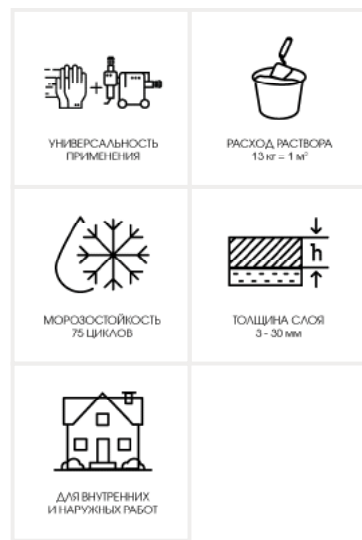 УНИВЕРСАЛЬНОСТЬ
ПРИМЕНЕНИЯ
РАСХОД РАСТВОРА
13 кг = 1 м²
МОРОЗОСТОЙКОСТЬ
75 ЦИКЛОВ
h
ТОЛЩИНА СЛОЯ
3 - 30 мм
ДЛЯ ВНУТРЕННИХ
И НАРУЖНЫХ РАБОТ